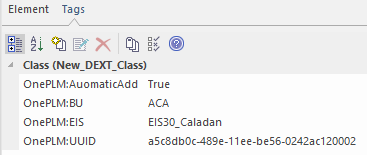 Element Tags
Class (New_DEXT_Class)
OnePLM:AuomaticAdd True
OnePLM:BU ACA
OnePLM:EIS EIS30_Caladan
OnePLM:UUID a5c8db0c-489e-11ee-be56-0242ac120002